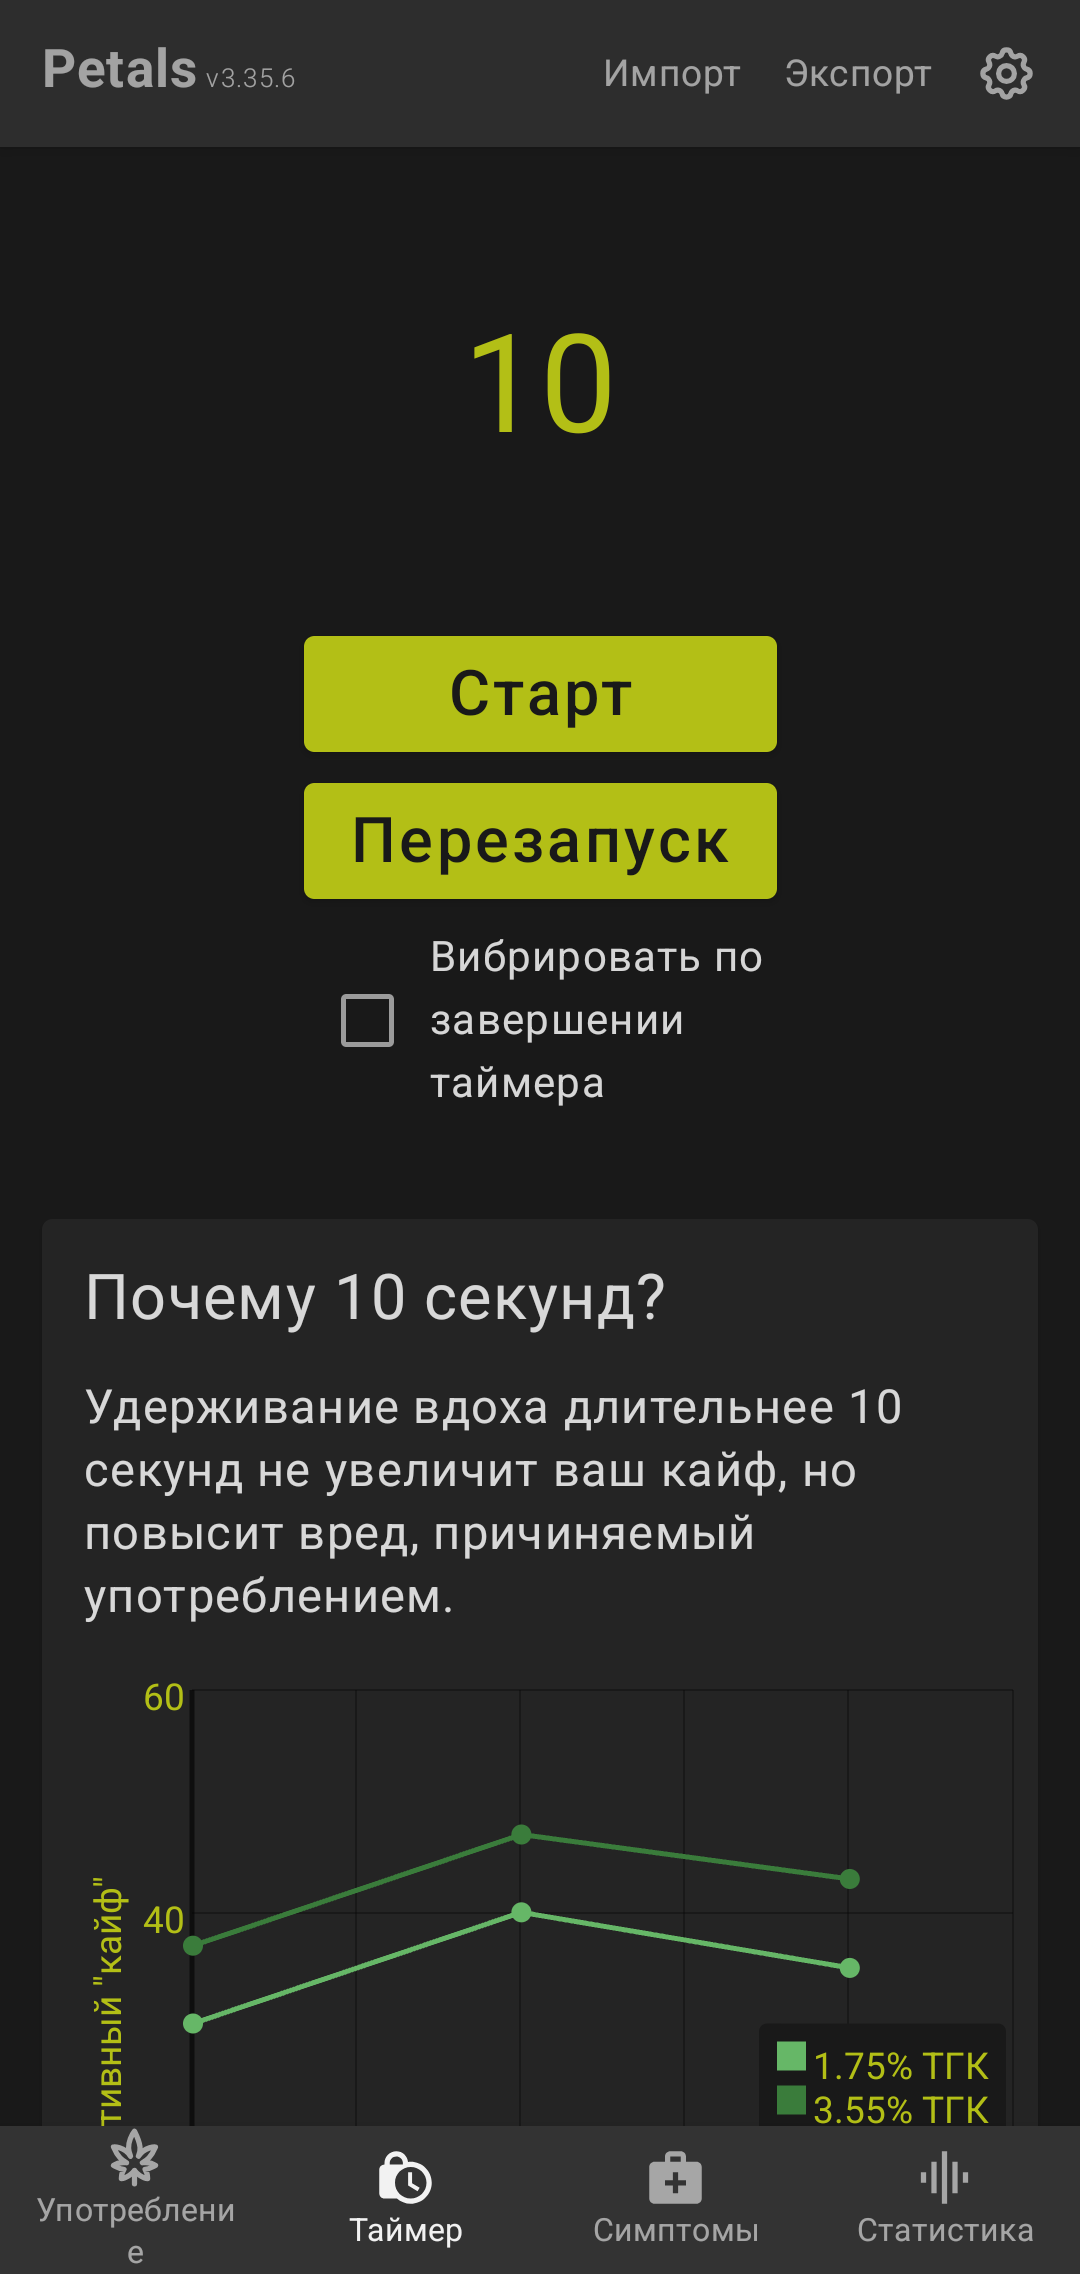 Petals v3.35.6
Импорт
Экспорт
10
Старт
Перезапуск
Вибрировать по
завершении
таймера
Почему 10 секунд?
Удерживание вдоха длительнее 10
секунд не увеличит ваш кайф, но
повысит вред, причиняемый
употреблением.
60
40
тивный "кайф"
1.75% ТГК
3.55% ТГК
Употреблени
е
Таймер
Симптомы
Статистика